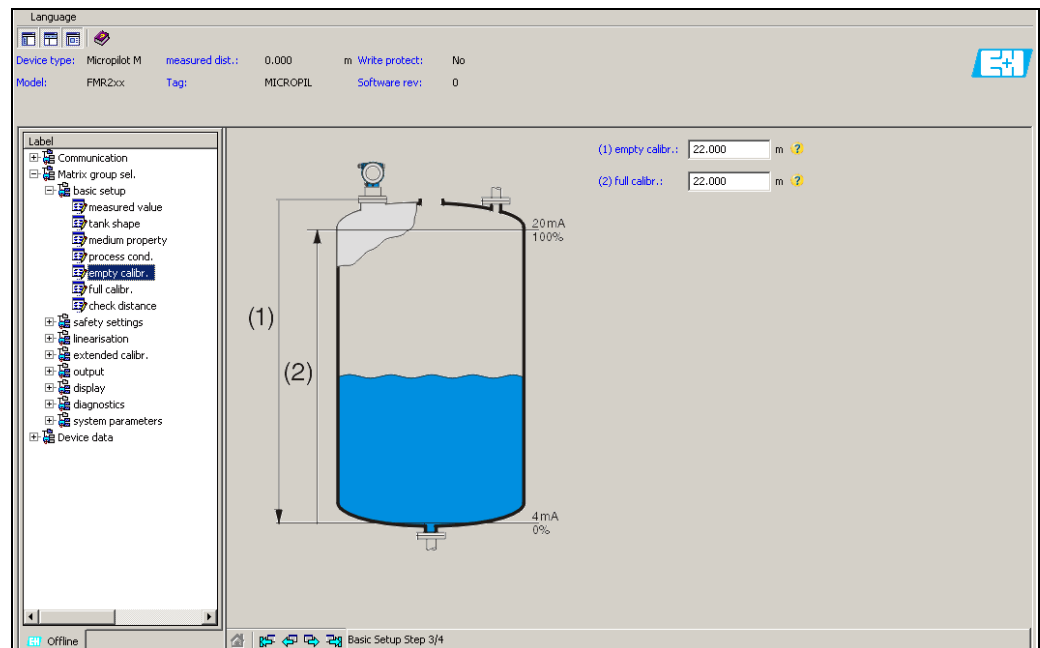 Language
Device type: Micropilot M measured dist.: 0.000 m Write protect: No
Model: FMR2xx Tag: MICROPIL Software rev: 0
E+H
Label
Communication
Matrix group sel.
basic setup
measured value
tank shape
medium property
process cond.
empty calibr.
full calibr.
check distance
safety settings
linearisation
extended calibr.
output
display
diagnostics
system parameters
Device data
(1) empty calibr.: 22.000 m ?
(2) full calibr.: 22.000 m ?
20mA
100%
(1)
(2)
4mA
0%
EH Offline
Basic Setup Step 3/4